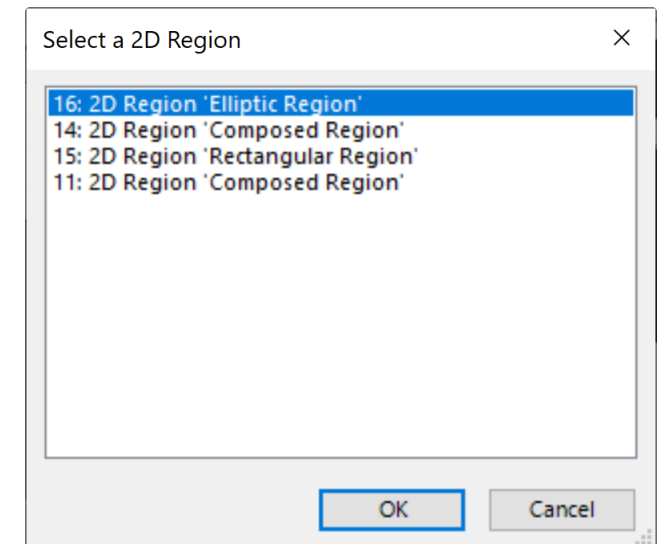 Select a 2D Region
16: 2D Region 'Elliptic Region'
14: 2D Region 'Composed Region'
15: 2D Region 'Rectangular Region'
11: 2D Region 'Composed Region'
OK Cancel